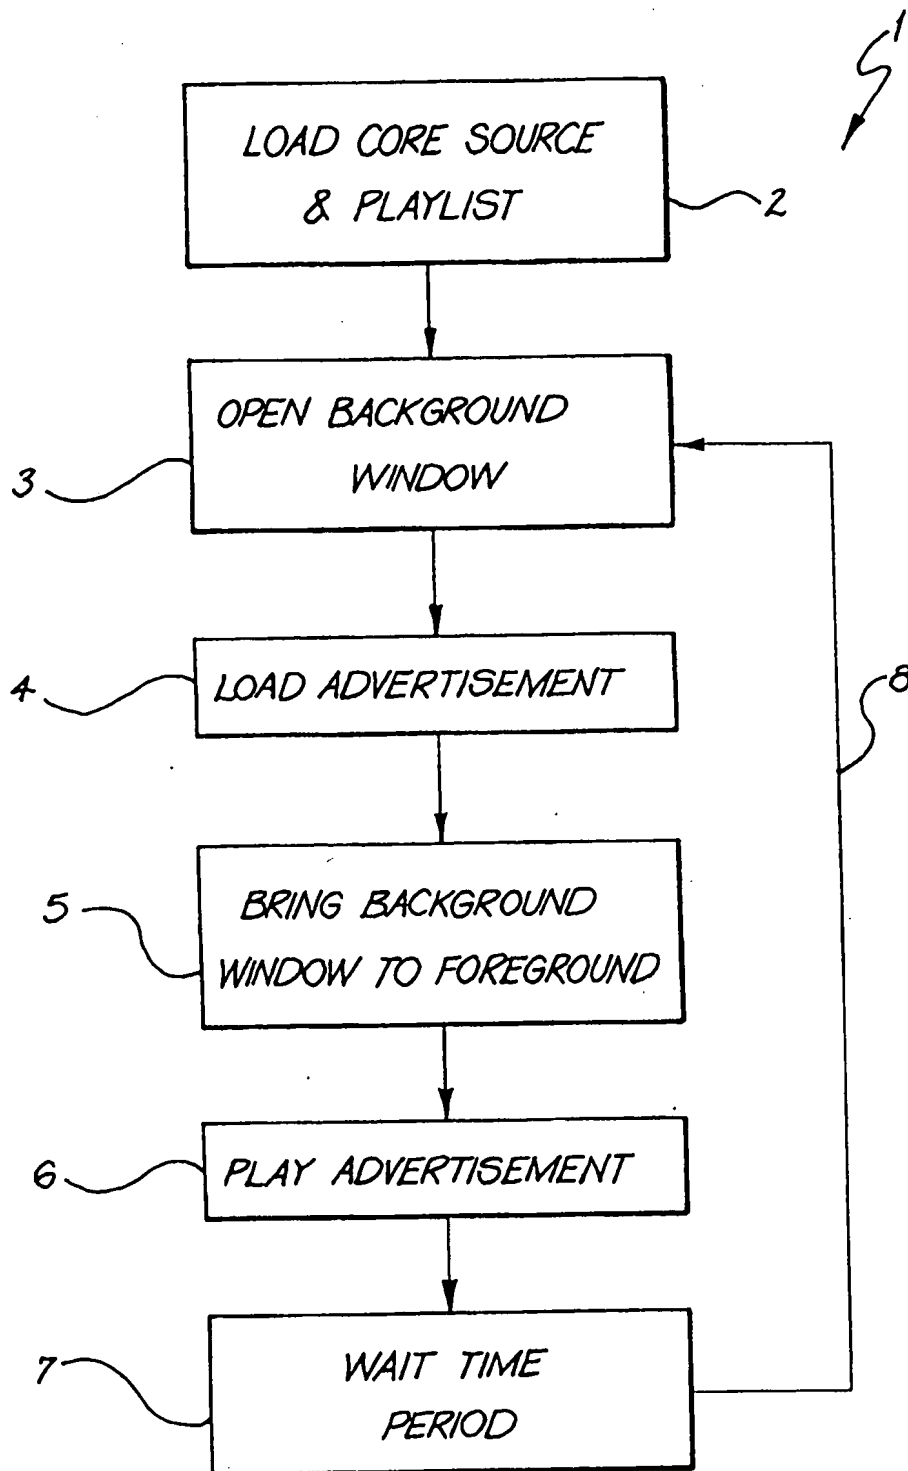 1
LOAD CORE SOURCE
& PLAYLIST
2
OPEN BACKGROUND
WINDOW
3
LOAD ADVERTISEMENT
4
8
BRING BACKGROUND
WINDOW TO FOREGROUND
5
PLAY ADVERTISEMENT
6
WAIT TIME
PERIOD
7